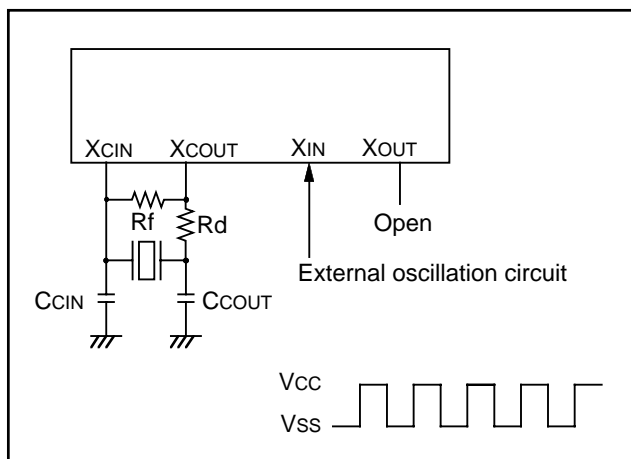 XCIN XCOUT XIN XOUT
Rf Rd Open
External oscillation circuit
CCIN CCOUT
VCC
VSS